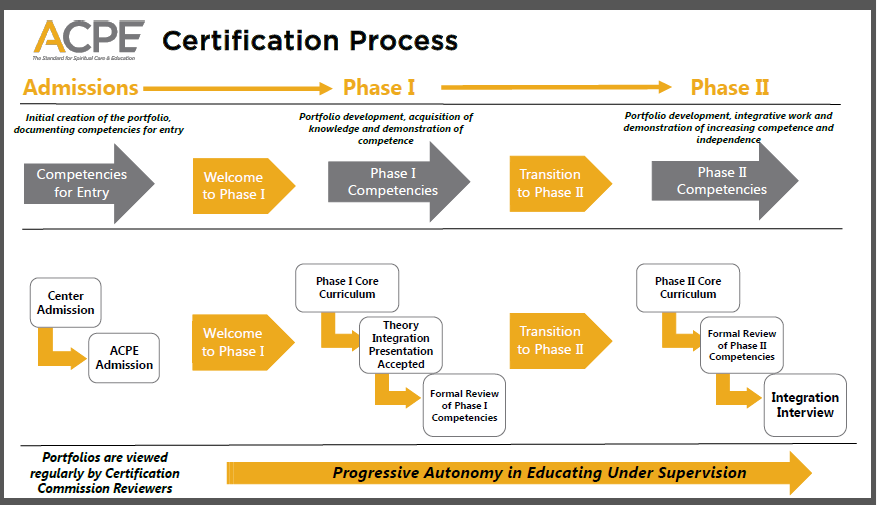 ACPE
The Standard for Spiritual Care & Education
Certification Process
Admissions
Phase I
Phase II
Initial creation of the portfolio,
documenting competencies for entry
Portfolio development, acquisition of
knowledge and demonstration of
competence
Portfolio development, integrative work and
demonstration of increasing competence and
independence
Competencies
for Entry
Welcome
to Phase I
Phase I
Competencies
Transition
to Phase II
Phase II
Competencies
Center
Admission
ACPE
Admission
Welcome
to Phase I
Phase I Core
Curriculum
Theory
Integration
Presentation
Accepted
Formal Review
of Phase I
Competencies
Transition
to Phase II
Phase II Core
Curriculum
Formal Review
of Phase II
Competencies
Integration
Interview
Portfolios are viewed
regularly by Certification
Commission Reviewers
Progressive Autonomy in Educating Under Supervision